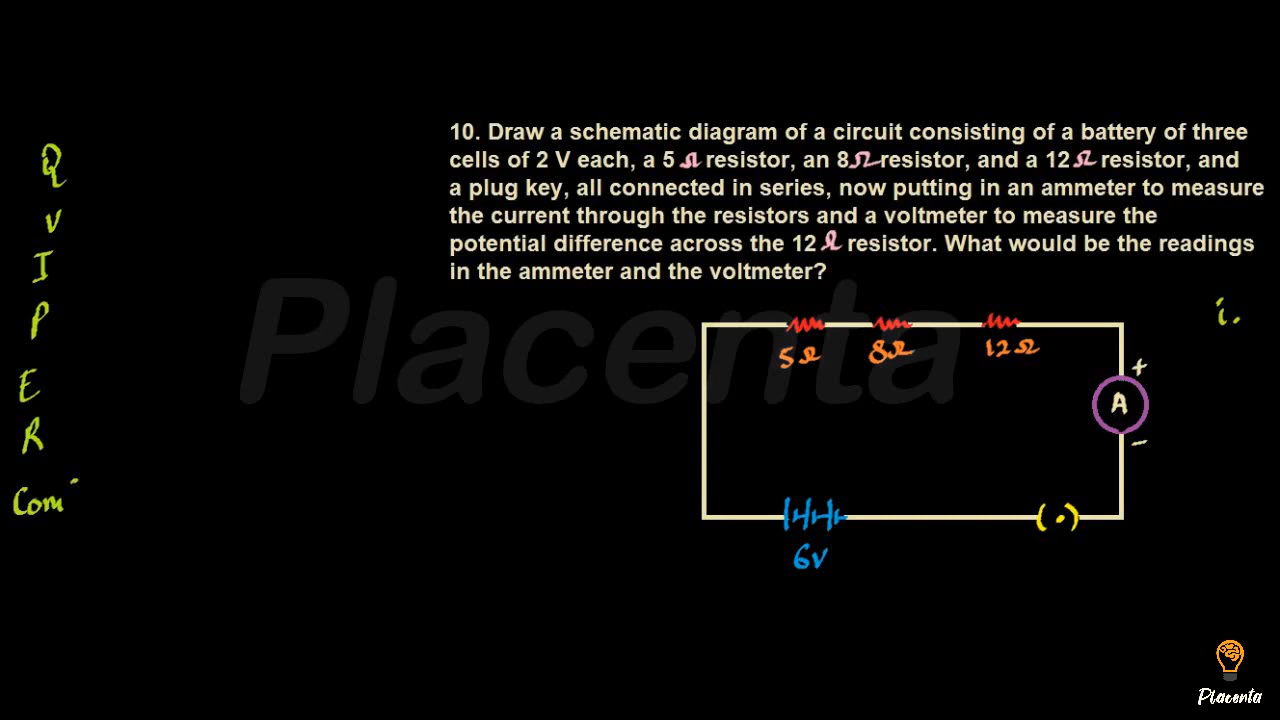 10. Draw a schematic diagram of a circuit consisting of a battery of three
cells of 2 V each, a 5 Ω resistor, an 8Ω resistor, and a 12 Ω resistor, and
a plug key, all connected in series, now putting in an ammeter to measure
the current through the resistors and a voltmeter to measure the
potential difference across the 12 Ω resistor. What would be the readings
in the ammeter and the voltmeter?
Q
V
I
P
E
R
Com
Placenta
i.
5Ω 8Ω 12Ω
+
A
−
(.)
6V
Placenta